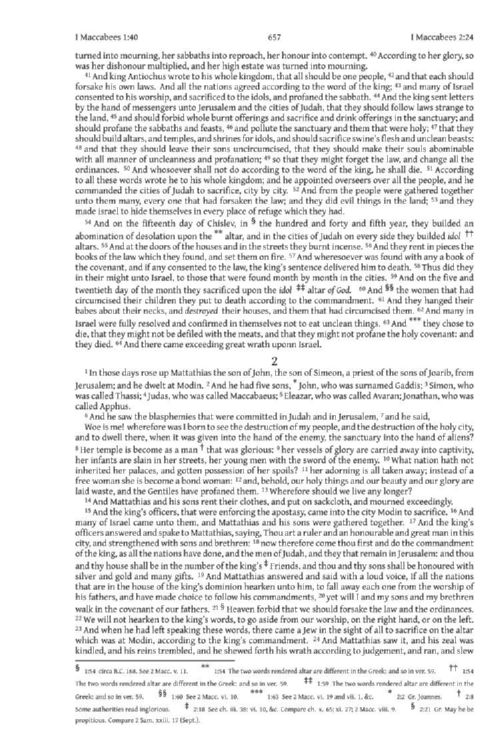 I Maccabees 1:40 657 I Maccabees 2:24
turned into mourning, her sabbaths into reproach, her honour into contempt. 40 According to her glory, so
was her dishonour multiplied, and her high estate was turned into mourning.
41 And king Antiochus wrote to his whole kingdom, that all should be one people, 42 and that each should
forsake his own laws. And all the nations agreed according to the word of the king; 43 and many of Israel
consented to his worship, and sacrificed to the idols, and profaned the sabbath. 44 And the king sent letters
by the hand of messengers unto Jerusalem and the cities of Judah, that they should follow laws strange to
the land, 45 and should forbid whole burnt offerings and sacrifice and drink offerings in the sanctuary; and
should profane the sabbaths and feasts, 46 and pollute the sanctuary and them that were holy; 47 that they
should build altars, and temples, and shrines for idols, and should sacrifice swine's flesh and unclean beasts:
48 and that they should leave their sons uncircumcised, that they should make their souls abominable
with all manner of uncleanness and profanation; 49 so that they might forget the law, and change all the
ordinances. 50 And whosoever shall not do according to the word of the king, he shall die. 51 According
to all these words wrote he to his whole kingdom; and he appointed overseers over all the people, and he
commanded the cities of Judah to sacrifice, city by city. 52 And from the people were gathered together
unto them many, every one that had forsaken the law; and they did evil things in the land; 53 and they
made Israel to hide themselves in every place of refuge which they had.
54 And on the fifteenth day of Chislev, in § the hundred and forty and fifth year, they builded an
abomination of desolation upon the ** altar, and in the cities of Judah on every side they builded idol ††
altars. 55 And at the doors of the houses and in the streets they burnt incense. 56 And they rent in pieces the
books of the law which they found, and set them on fire. 57 And wheresoever was found with any a book of
the covenant, and if any consented to the law, the king's sentence delivered him to death. 58 Thus did they
in their might unto Israel, to those that were found month by month in the cities. 59 And on the five and
twentieth day of the month they sacrificed upon the idol ‡‡ altar of God. 60 And §§ the women that had
circumcised their children they put to death according to the commandment. 61 And they hanged their
babes about their necks, and destroyed their houses, and them that had circumcised them. 62 And many in
Israel were fully resolved and confirmed in themselves not to eat unclean things. 63 And *** they chose to
die, that they might not be defiled with the meats, and that they might not profane the holy covenant: and
they died. 64 And there came exceeding great wrath upon Israel.
2
1 In those days rose up Mattathias the son of John, the son of Simeon, a priest of the sons of Joarib, from
Jerusalem; and he dwelt at Modin. 2 And he had five sons, * John, who was surnamed Gaddis; 3 Simon, who
was called Thassi; 4 Judas, who was called Maccabaeus; 5 Eleazar, who was called Avaran; Jonathan, who was
called Apphus.
6 And he saw the blasphemies that were committed in Judah and in Jerusalem, 7 and he said,
Woe is me! wherefore was I born to see the destruction of my people, and the destruction of the holy city,
and to dwell there, when it was given into the hand of the enemy, the sanctuary into the hand of aliens?
8 Her temple is become as a man † that was glorious: 9 her vessels of glory are carried away into captivity,
her infants are slain in her streets, her young men with the sword of the enemy. 10 What nation hath not
inherited her palaces, and gotten possession of her spoils? 11 her adorning is all taken away; instead of a
free woman she is become a bond woman: 12 and, behold, our holy things and our beauty and our glory are
laid waste, and the Gentiles have profaned them. 13 Wherefore should we live any longer?
14 And Mattathias and his sons rent their clothes, and put on sackcloth, and mourned exceedingly.
15 And the king's officers, that were enforcing the apostasy, came into the city Modin to sacrifice. 16 And
many of Israel came unto them, and Mattathias and his sons were gathered together. 17 And the king's
officers answered and spake to Mattathias, saying, Thou art a ruler and an honourable and great man in this
city, and strengthened with sons and brethren: 18 now therefore come thou first and do the commandment
of the king, as all the nations have done, and the men of Judah, and they that remain in Jerusalem: and thou
and thy house shall be in the number of the king's ‡ Friends, and thou and thy sons shall be honoured with
silver and gold and many gifts. 19 And Mattathias answered and said with a loud voice, If all the nations
that are in the house of the king's dominion hearken unto him, to fall away each one from the worship of
his fathers, and have made choice to follow his commandments, 20 yet will I and my sons and my brethren
walk in the covenant of our fathers. 21 § Heaven forbid that we should forsake the law and the ordinances.
22 We will not hearken to the king's words, to go aside from our worship, on the right hand, or on the left.
23 And when he had left speaking these words, there came a Jew in the sight of all to sacrifice on the altar
which was at Modin, according to the king's commandment. 24 And Mattathias saw it, and his zeal was
kindled, and his reins trembled, and he shewed forth his wrath according to judgement, and ran, and slew
§ 1:54 circa B.C. 168. See 2 Macc. v. 11. ** 1:54 The two words rendered altar are different in the Greek: and so in ver. 59. †† 1:54
The two words rendered altar are different in the Greek: and so in ver. 59. ‡‡ 1:59 The two words rendered altar are different in the
Greek: and so in ver. 59. §§ 1:60 See 2 Macc. vi. 10. *** 1:63 See 2 Macc. vi. 19 and vii. 1, &c. * 2:2 Gr. Joannes. † 2:8
Some authorities read inglorious. ‡ 2:18 See ch. iii. 38: vi. 10, &c. Compare ch. x. 65; xi. 27; 2 Macc. viii. 9. § 2:21 Gr. May he be
propitious. Compare 2 Sam. xxiii. 17 (Sept.).